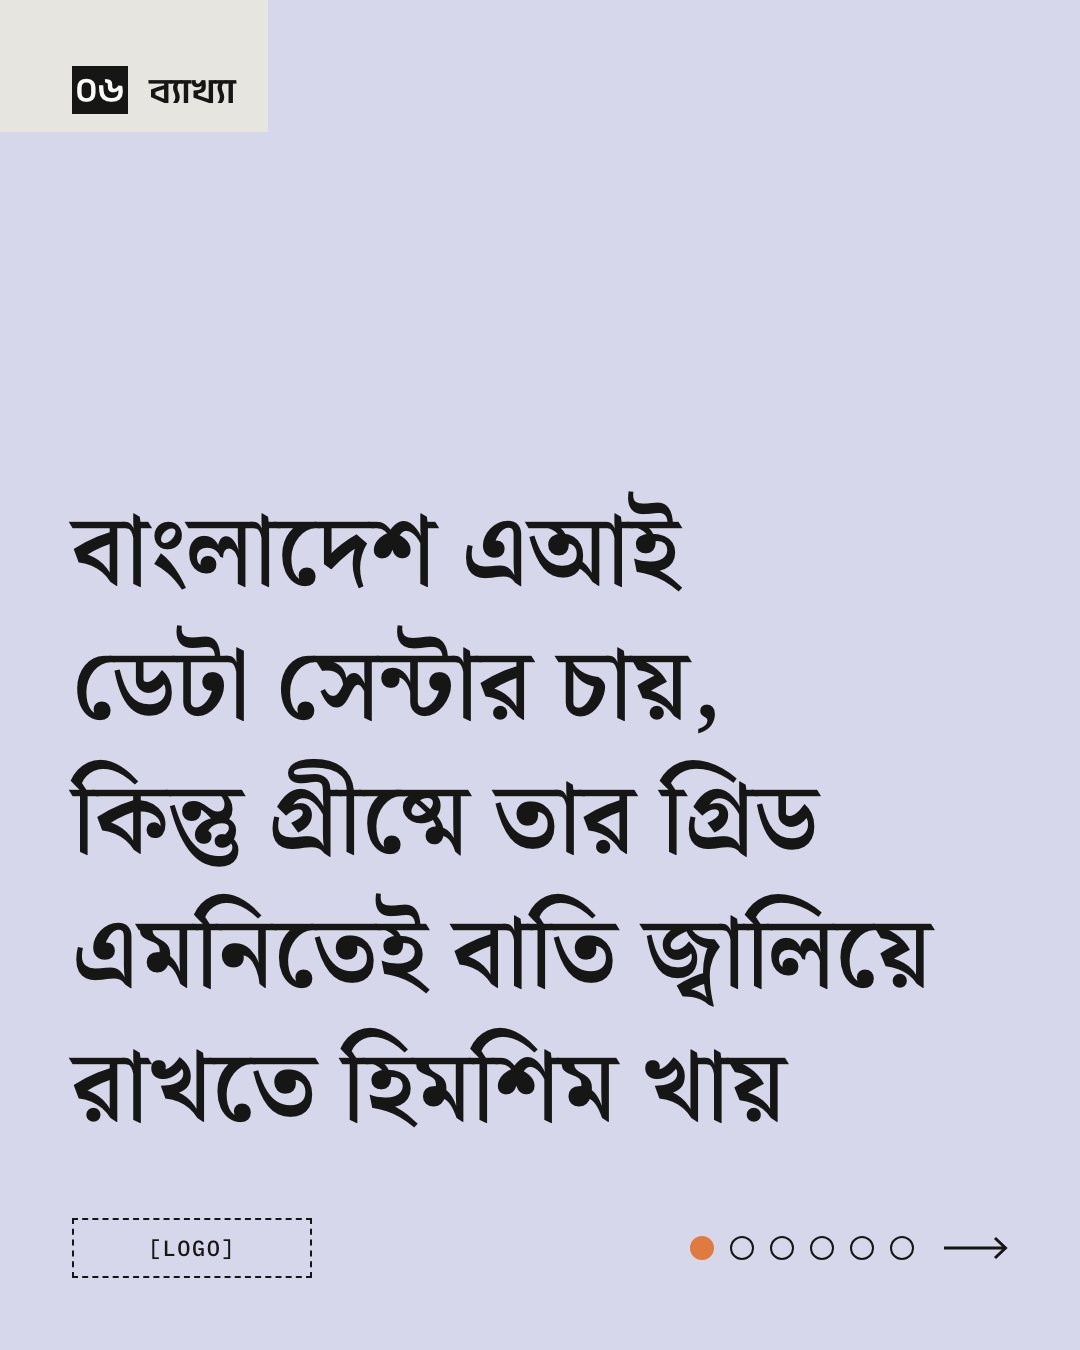 ০৬ ব্যাখ্যা
বাংলাদেশ এআই
ডেটা সেন্টার চায়,
কিন্তু গ্রীষ্মে তার গ্রিড
এমনিতেই বাতি জ্বালিয়ে
রাখতে হিমশিম খায়
[LOGO]